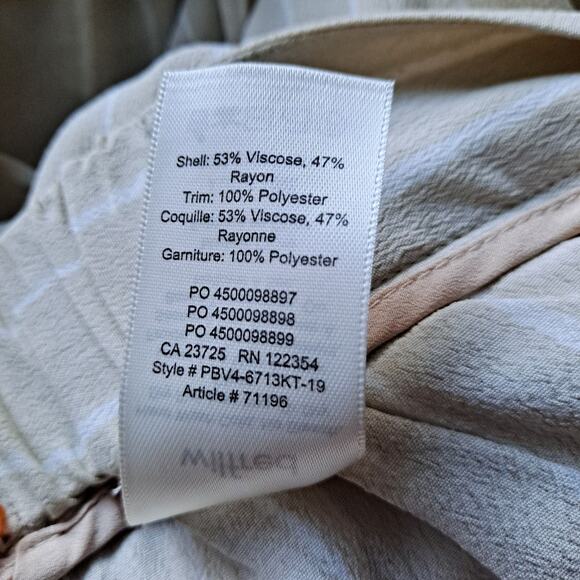 Shell: 53% Viscose, 47%
Rayon
Trim: 100% Polyester
Coquille: 53% Viscose, 47%
Rayonne
Garniture: 100% Polyester
PO 4500098897
PO 4500098898
PO 4500098899
CA 23725 RN 122354
Style # PBV4-6713KT-19
Article # 71196
wilfred